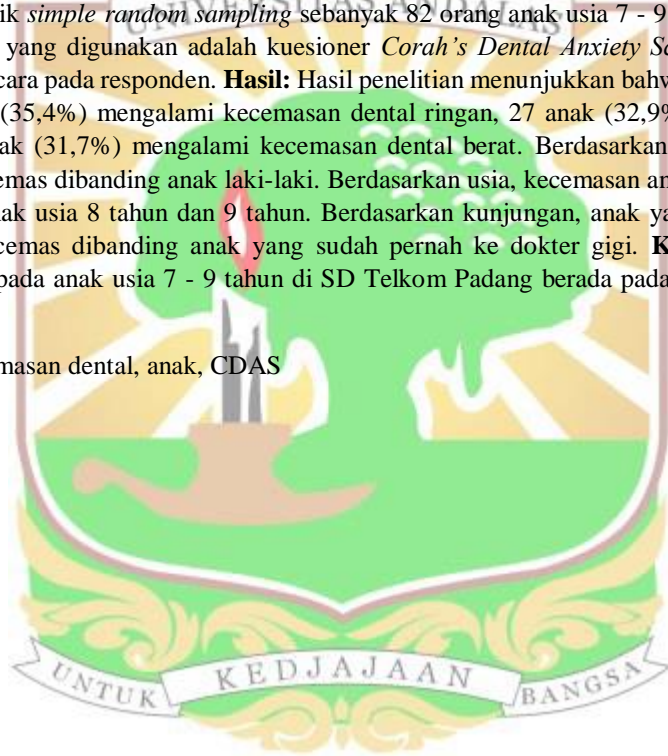 ik simple random sampling sebanyak 82 orang anak usia 7 - 9
yang digunakan adalah kuesioner Corah's Dental Anxiety Sc
cara pada responden. Hasil: Hasil penelitian menunjukkan bahw
(35,4%) mengalami kecemasan dental ringan, 27 anak (32,9%
ak (31,7%) mengalami kecemasan dental berat. Berdasarkan
emas dibanding anak laki-laki. Berdasarkan usia, kecemasan an
nak usia 8 tahun dan 9 tahun. Berdasarkan kunjungan, anak ya
cemas dibanding anak yang sudah pernah ke dokter gigi. K
pada anak usia 7 - 9 tahun di SD Telkom Padang berada pada
masan dental, anak, CDAS
UNTUK KEDJAJAAN BANGSA